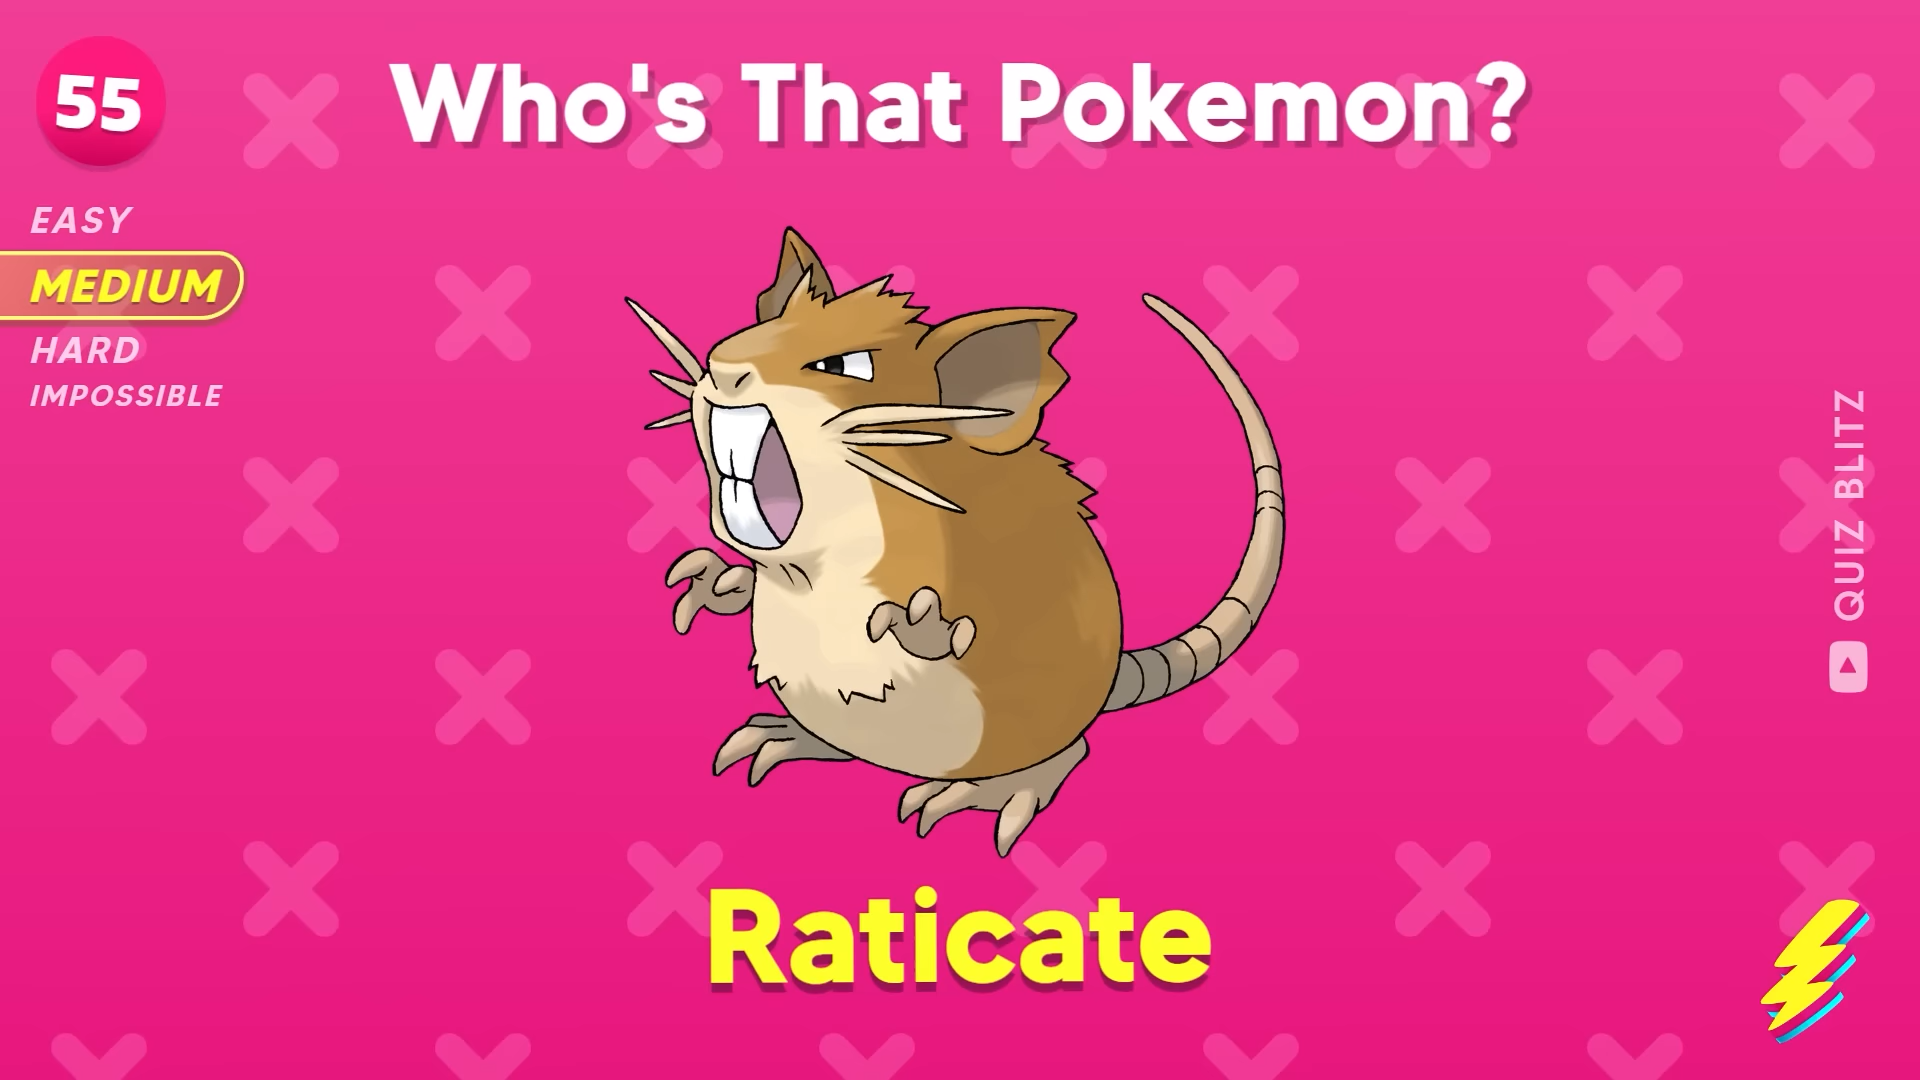 55
Who's That Pokemon?
EASY
MEDIUM
HARD
IMPOSSIBLE
QUIZ BLITZ
Raticate